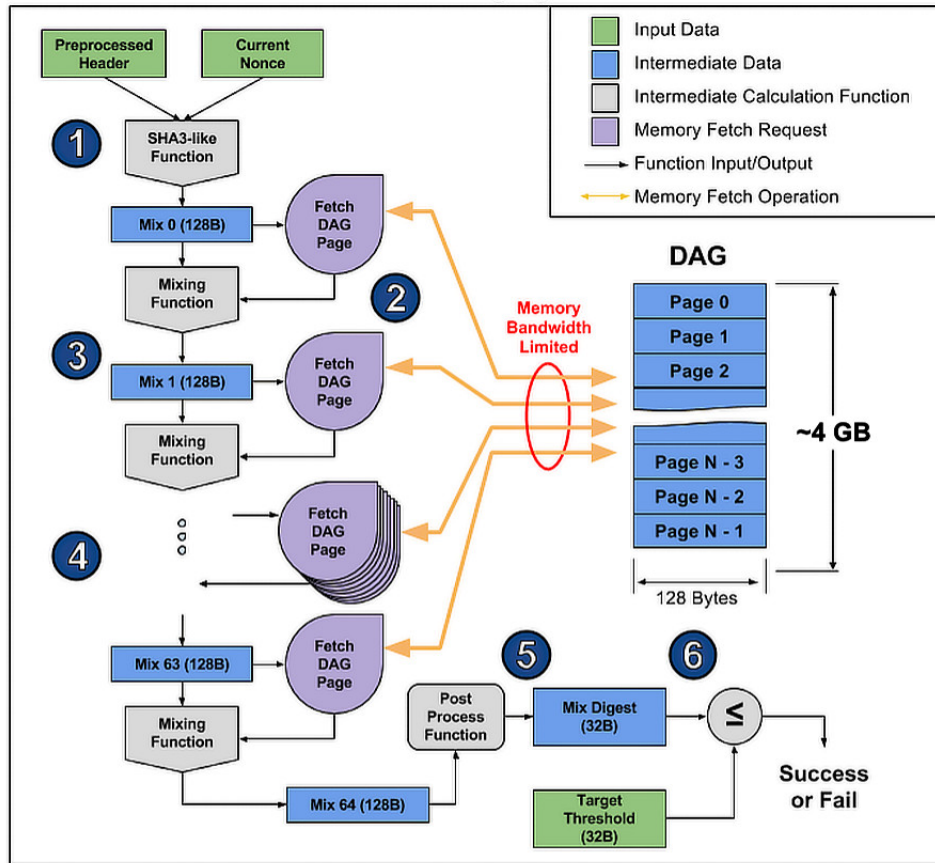 Preprocessed
Header
Current
Nonce
Input Data
Intermediate Data
Intermediate Calculation Function
Memory Fetch Request
Function Input/Output
Memory Fetch Operation
1
SHA3-like
Function
Mix 0 (128B)
Fetch
DAG
Page
Mixing
Function
2
3
Mix 1 (128B)
Fetch
DAG
Page
Mixing
Function
Memory
Bandwidth
Limited
DAG
Page 0
Page 1
Page 2
Page N - 3
Page N - 2
Page N - 1
~4 GB
128 Bytes
4
Fetch
DAG
Page
Mix 63 (128B)
Fetch
DAG
Page
Mixing
Function
Mix 64 (128B)
Post
Process
Function
5
Mix Digest
(32B)
6
≤
Target
Threshold
(32B)
Success
or Fail